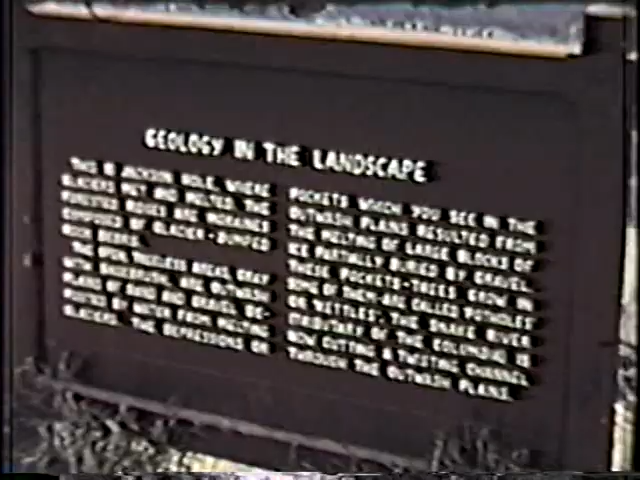 GEOLOGY IN THE LANDSCAPE
THIS IS JACKSON HOLE, WHERE
GLACIERS MET AND MELTED. THE
FORESTED RIDGES ARE MORAINES
COMPOSED OF GLACIER-DUMPED
ROCK DEBRIS.
THE OPEN, TREELESS AREAS, GRAY
WITH SAGEBRUSH, ARE OUTWASH
PLAINS OF SAND AND GRAVEL DE-
POSITED BY WATER FROM MELTING
GLACIERS. THE DEPRESSIONS OR
POCKETS WHICH YOU SEE IN THE
OUTWASH PLAINS RESULTED FROM
THE MELTING OF LARGE BLOCKS OF
ICE PARTIALLY BURIED BY GRAVEL.
THESE POCKETS-TREES GROW IN
SOME OF THEM-ARE CALLED "POTHOLES"
OR "KETTLES". THE SNAKE RIVER
TRIBUTARY OF THE COLUMBIA IS
NOW CUTTING A TWISTING CHANNEL
THROUGH THE OUTWASH PLAINS.